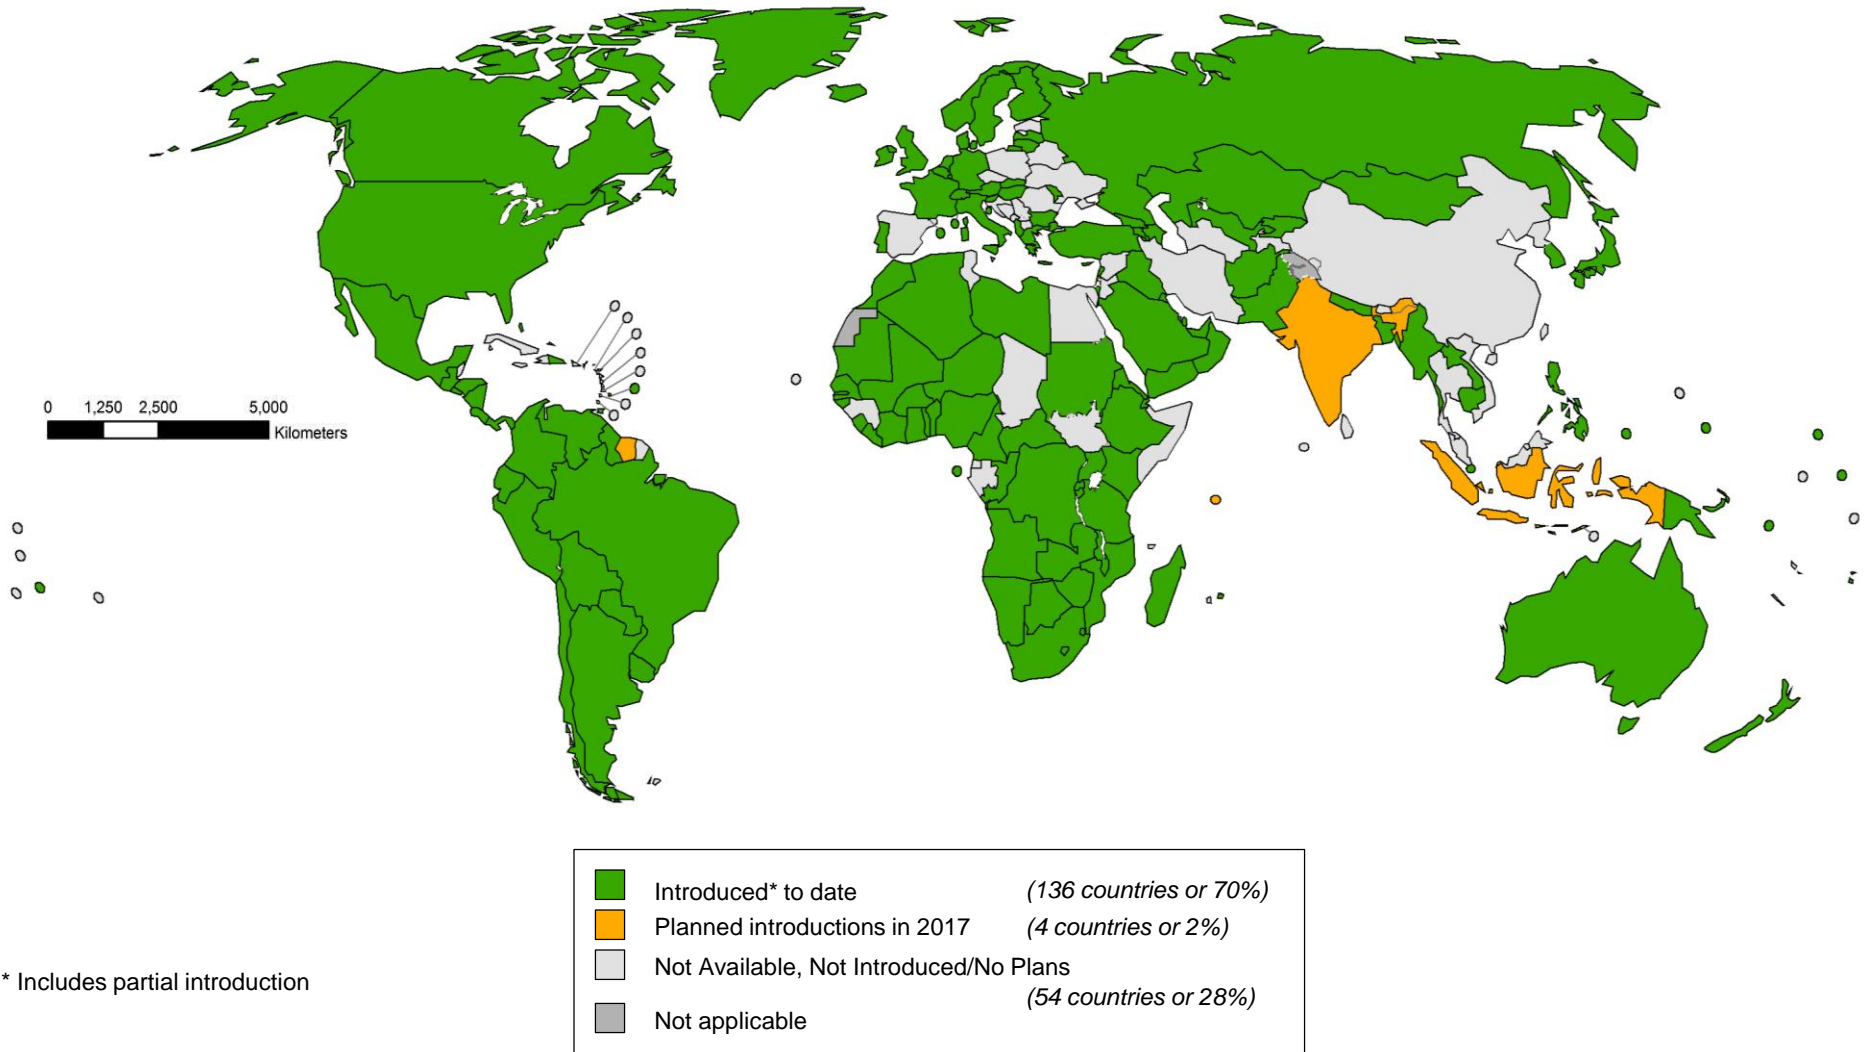 0 1,250 2,500 5,000
Kilometers
Introduced* to date (136 countries or 70%)
Planned introductions in 2017 (4 countries or 2%)
Not Available, Not Introduced/No Plans
(54 countries or 28%)
Not applicable
* Includes partial introduction